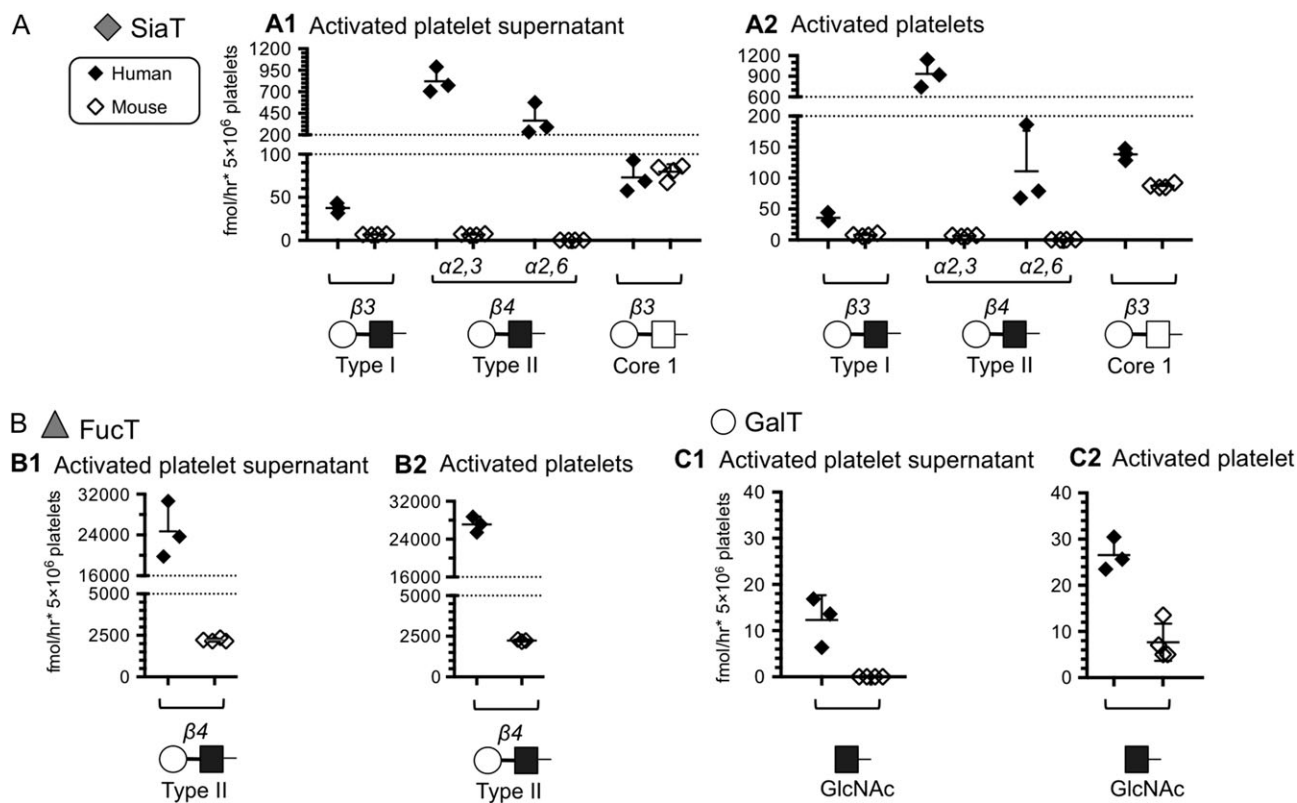 A SiaT
Human
Mouse
A1 Activated platelet supernatant
fmol/hr* 5×10⁶ platelets
1200
950
700
450
200
100
50
0
α2,3 α2,6
β3 β4 β3
Type I Type II Core 1
A2 Activated platelets
1200
900
600
200
150
100
50
0
α2,3 α2,6
β3 β4 β3
Type I Type II Core 1
B FucT
B1 Activated platelet supernatant
fmol/hr* 5×10⁶ platelets
32000
24000
16000
5000
2500
0
β4
Type II
B2 Activated platelets
32000
24000
16000
5000
2500
0
β4
Type II
GalT
C1 Activated platelet supernatant
fmol/hr* 5×10⁶ platelets
40
30
20
10
0
GlcNAc
C2 Activated platelet
40
30
20
10
0
GlcNAc